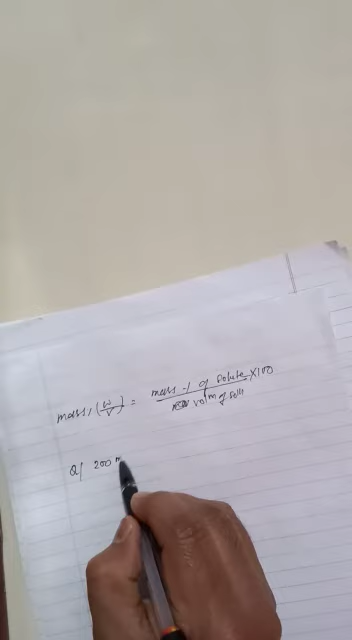 mass % (w/v) = mass of solute × 100
vol^m of soln
Q/ 200 m